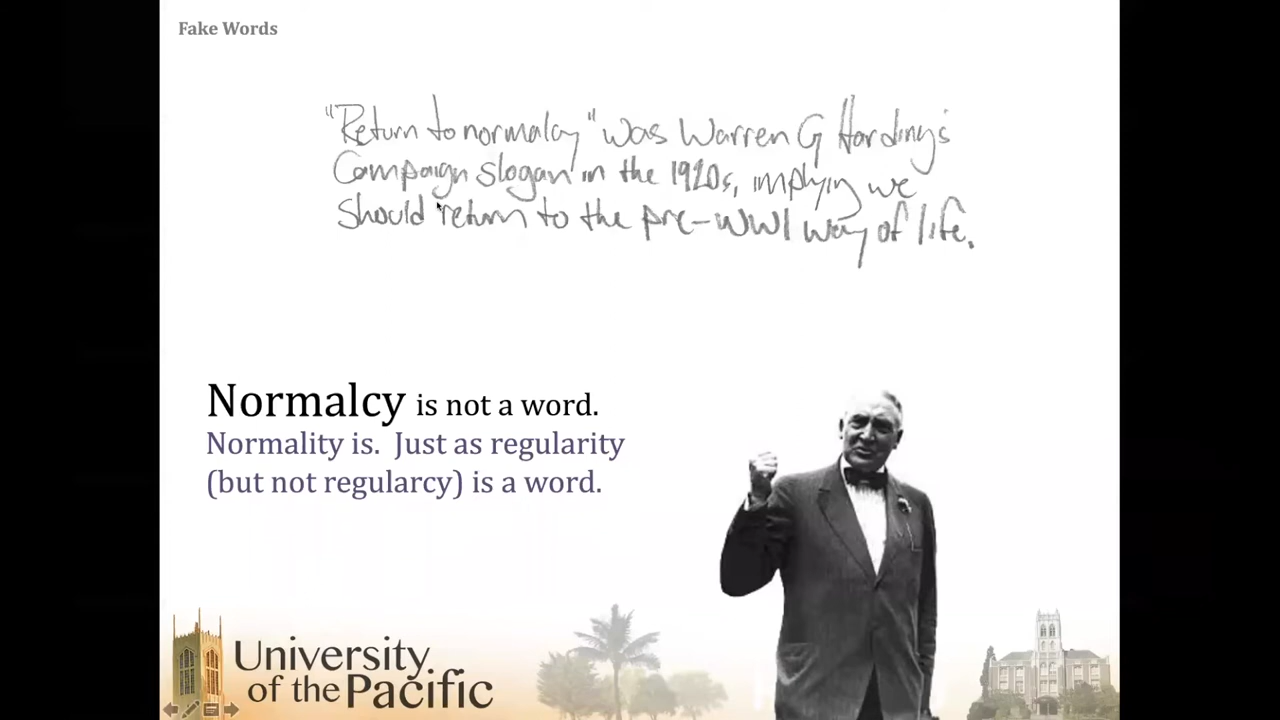 Fake Words
"Return to normalcy" was Warren G Harding's
Campaign slogan in the 1920s, implying we
should return to the pre-WWI way of life.
Normalcy is not a word.
Normality is. Just as regularity
(but not regularcy) is a word.
University
of the Pacific